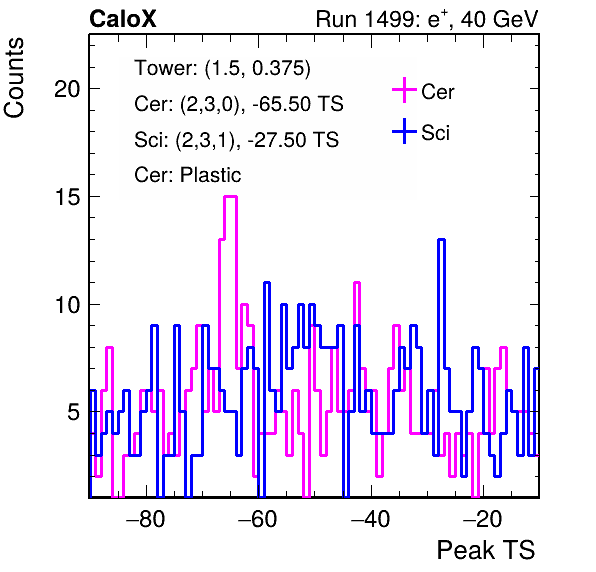 CaloX Run 1499: e⁺, 40 GeV
Counts
Tower: (1.5, 0.375)
Cer: (2,3,0), -65.50 TS
Sci: (2,3,1), -27.50 TS
Cer: Plastic
Cer
Sci
20
15
10
5
−80 −60 −40 −20
Peak TS